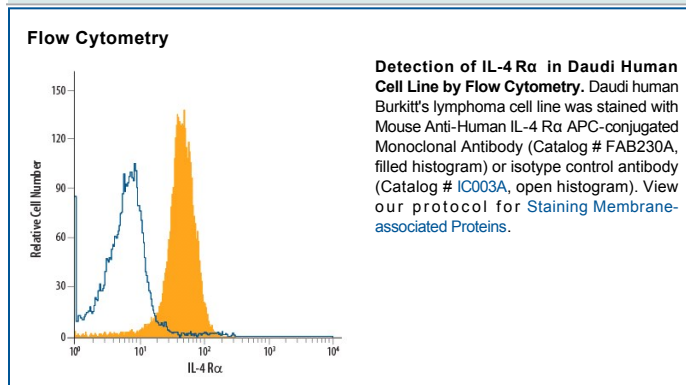 Flow Cytometry
Detection of IL-4 Rα in Daudi Human
Cell Line by Flow Cytometry. Daudi human
Burkitt's lymphoma cell line was stained with
Mouse Anti-Human IL-4 Rα APC-conjugated
Monoclonal Antibody (Catalog # FAB230A,
filled histogram) or isotype control antibody
(Catalog # IC003A, open histogram). View
our protocol for Staining Membrane-
associated Proteins.
Relative Cell Number
150
120
90
60
30
0
10⁰ 10¹ 10² 10³ 10⁴
IL-4 Rα